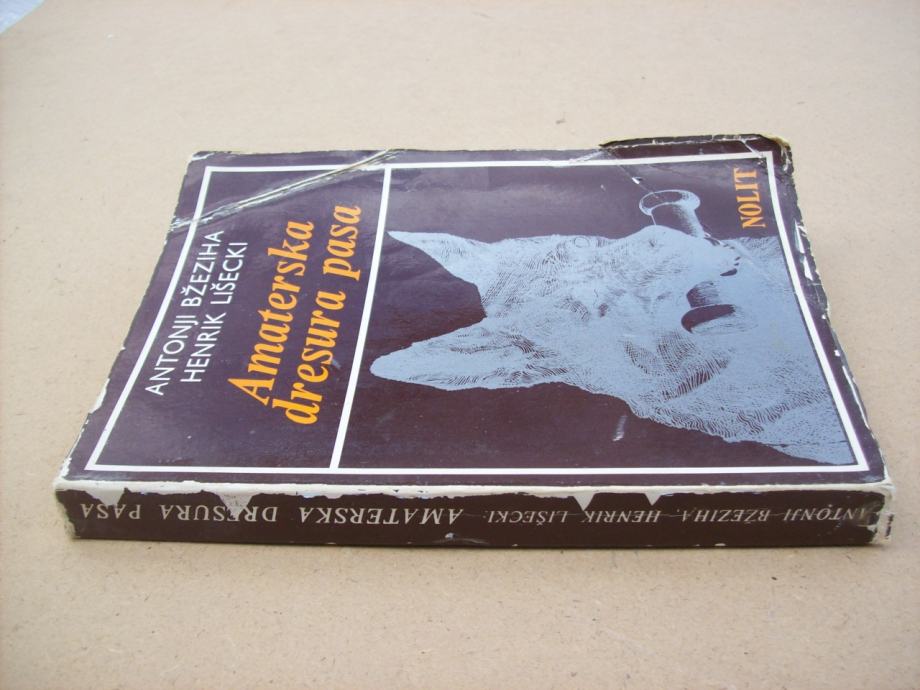 ANTONJI BŽEZIHA
HENRIK LIŠECKI
Amaterska
dresura pasa
NOLIT
ANTONJI BŽEZIHA, HENRIK LIŠECKI: AMATERSKA DRESURA PASA